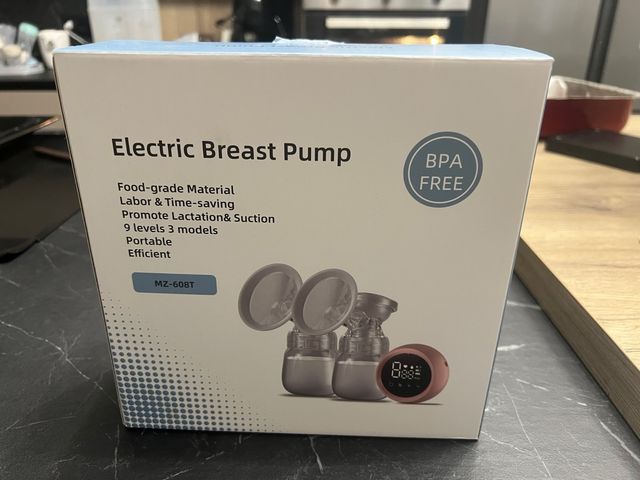 Electric Breast Pump
BPA
FREE
Food-grade Material
Labor & Time-saving
Promote Lactation& Suction
9 levels 3 models
Portable
Efficient
MZ-608T